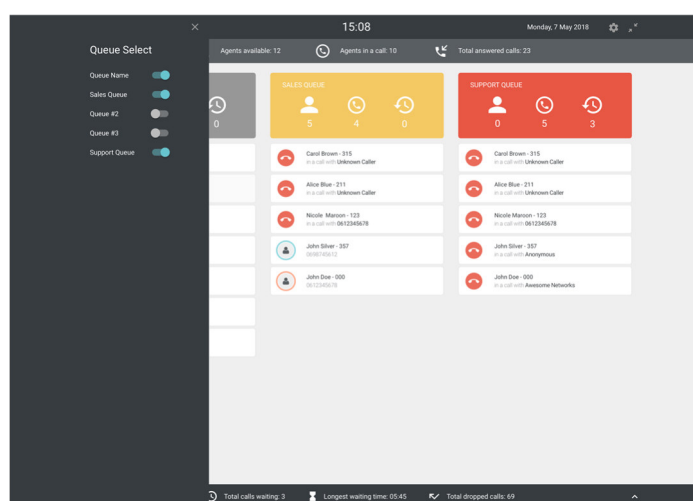 15:08
Monday, 7 May 2018
Queue Select
Agents available: 12
Agents in a call: 10
Total answered calls: 23
Queue Name
Sales Queue
Queue #2
Queue #3
Support Queue
0
SALES QUEUE
5 4 0
Carol Brown - 315
in a call with Unknown Caller
Alice Blue - 211
in a call with Unknown Caller
Nicole Maroon - 123
in a call with 0612345678
John Silver - 357
0698745612
John Doe - 000
0612345678
SUPPORT QUEUE
0 5 3
Carol Brown - 315
in a call with Unknown Caller
Alice Blue - 211
in a call with Unknown Caller
Nicole Maroon - 123
in a call with 0612345678
John Silver - 357
in a call with Anonymous
John Doe - 000
in a call with Awesome Networks
Total calls waiting: 3
Longest waiting time: 05:45
Total dropped calls: 69